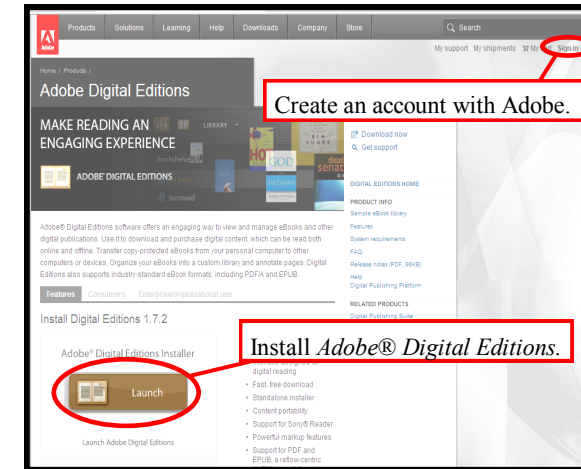 Products Solutions Learning Help Downloads Company Store Search
Adobe
My support My shipments My Sign in
Home / Products /
Adobe Digital Editions
Create an account with Adobe.
MAKE READING AN
ENGAGING EXPERIENCE
LIBRARY
Bookshelves
HOT
GOD
SALESMAN
KIM
SUNÉE
Borrowed
ADOBE® DIGITAL EDITIONS
Download now
Get support
DIGITAL EDITIONS HOME
PRODUCT INFO
Sample eBook library
Features
System requirements
FAQ
Release notes (PDF, 96KB)
Help
Digital Publishing Platform
RELATED PRODUCTS
Digital Publishing Suite
Adobe® Digital Editions software offers an engaging way to view and manage eBooks and other
digital publications. Use it to download and purchase digital content, which can be read both
online and offline. Transfer copy-protected eBooks from your personal computer to other
computers or devices. Organize your eBooks into a custom library and annotate pages. Digital
Editions also supports industry-standard eBook formats, including PDF/A and EPUB.
Features Consumers Enterprise/organizational use
Install Digital Editions 1.7.2
Install Adobe® Digital Editions.
Adobe® Digital Editions Installer
Launch
Launch Adobe Digital Editions
digital reading
• Fast, free download
• Standalone installer
• Content portability
• Support for Sony® Reader
• Powerful markup features
• Support for PDF and
EPUB, a reflow-centric